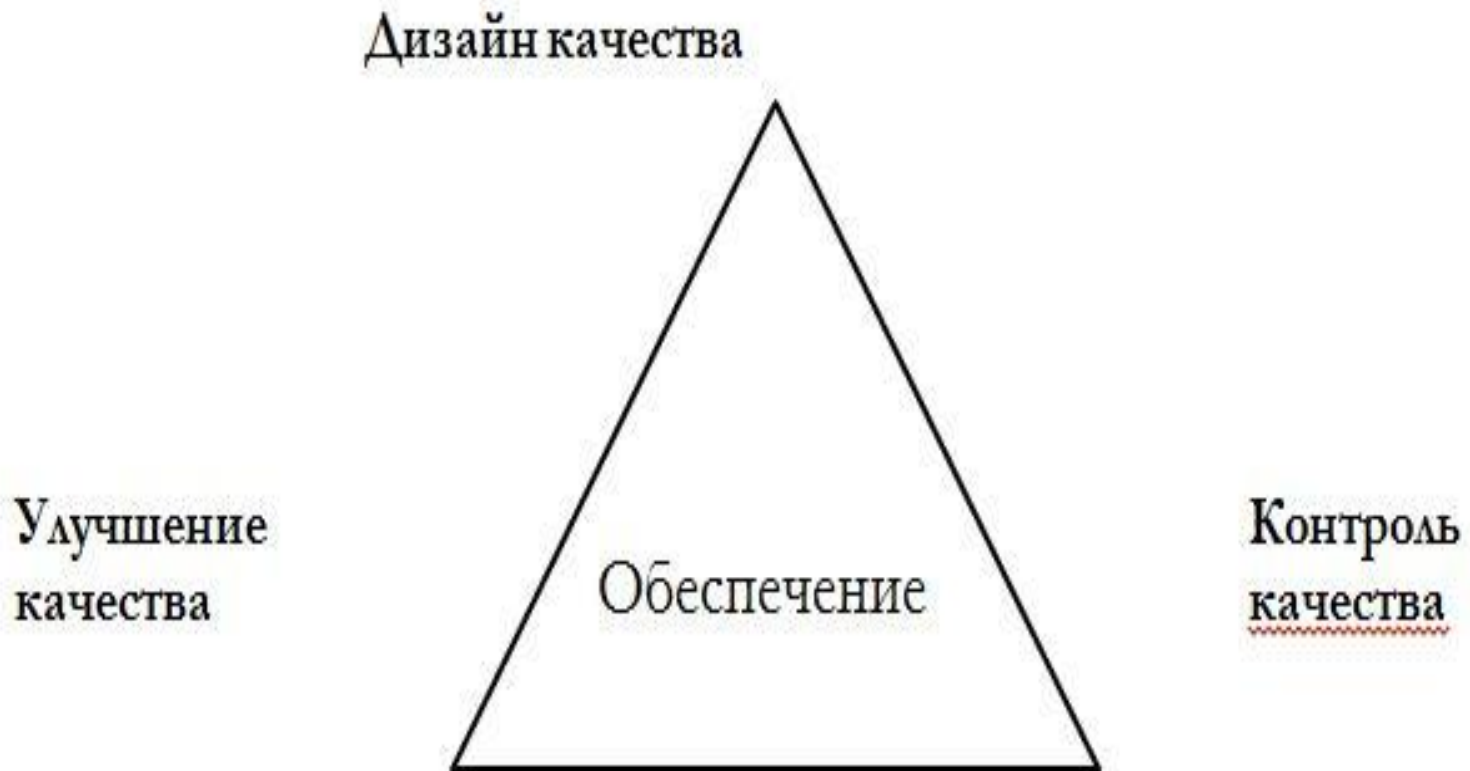 Дизайн качества
Улучшение
качества
Обеспечение
Контроль
качества